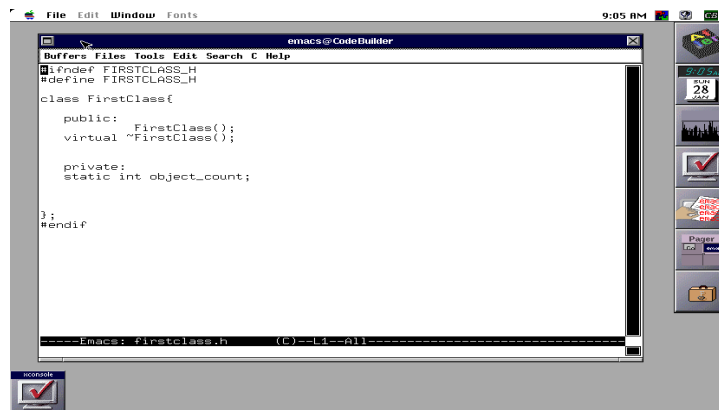 File Edit Window Fonts 9:05 AM
emacs@CodeBuilder
Buffers Files Tools Edit Search C Help
#ifndef FIRSTCLASS_H
#define FIRSTCLASS_H
class FirstClass{
public:
FirstClass();
virtual ~FirstClass();
private:
static int object_count;
};
#endif
-----Emacs: firstclass.h (C)--L1--All--------------------------------
9:05
SUN
28
JAN
Pager
xconsole